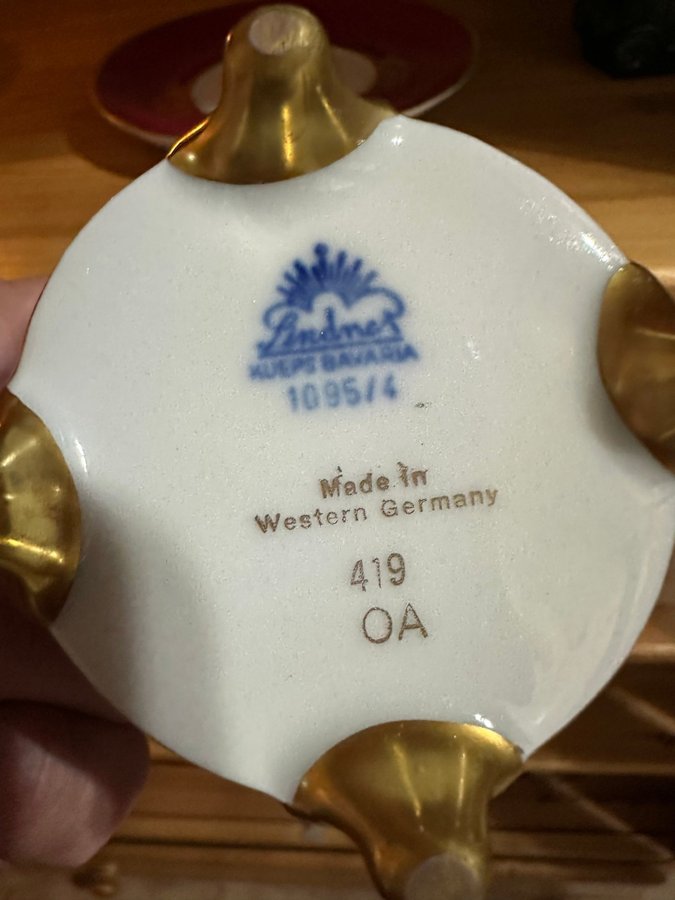 Lindner
KUEPS BAVARIA
1095/4
Made in
Western Germany
419
OA